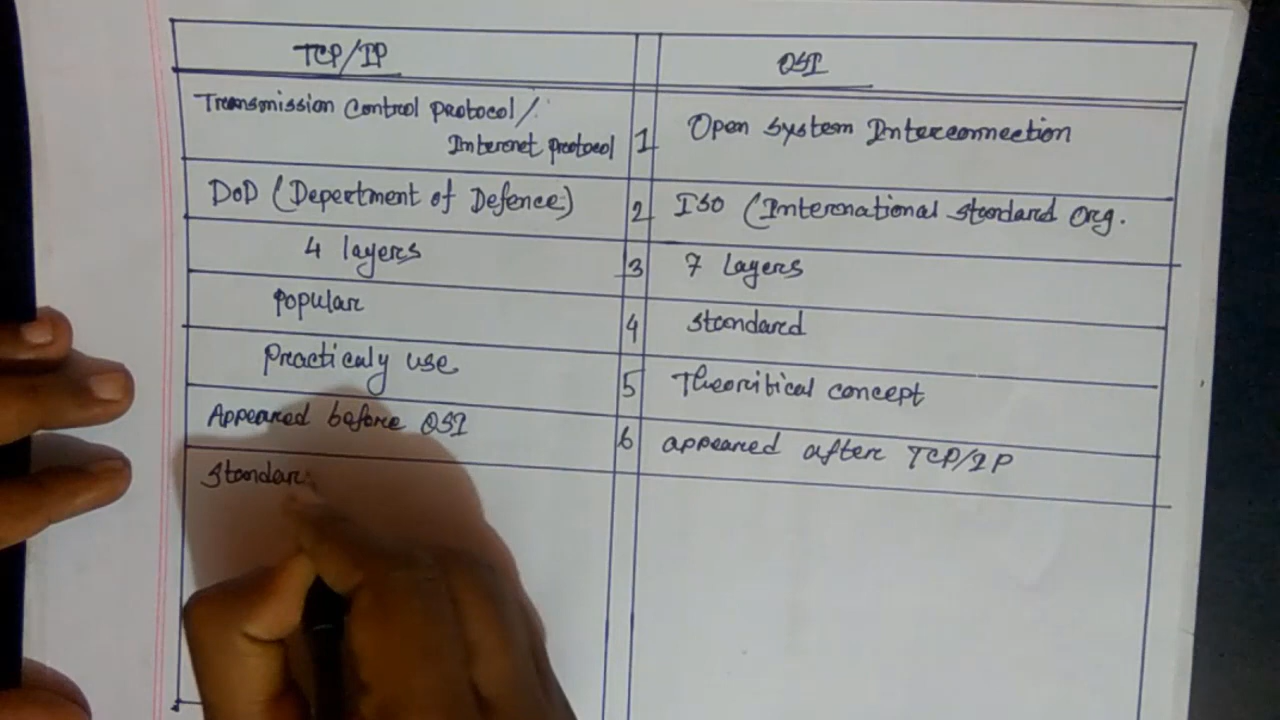 TCP/IP OSI
Transmission Control protocol/
Internet protocol 1 Open System Interconnection
DOD (Depertment of Defence) 2 ISO (International standard Org.
4 layers 3 7 Layers
popular 4 standard
Practicaly use 5 Theoritical concept
Appeared before OSI 6 appeared after TCP/IP
Standar